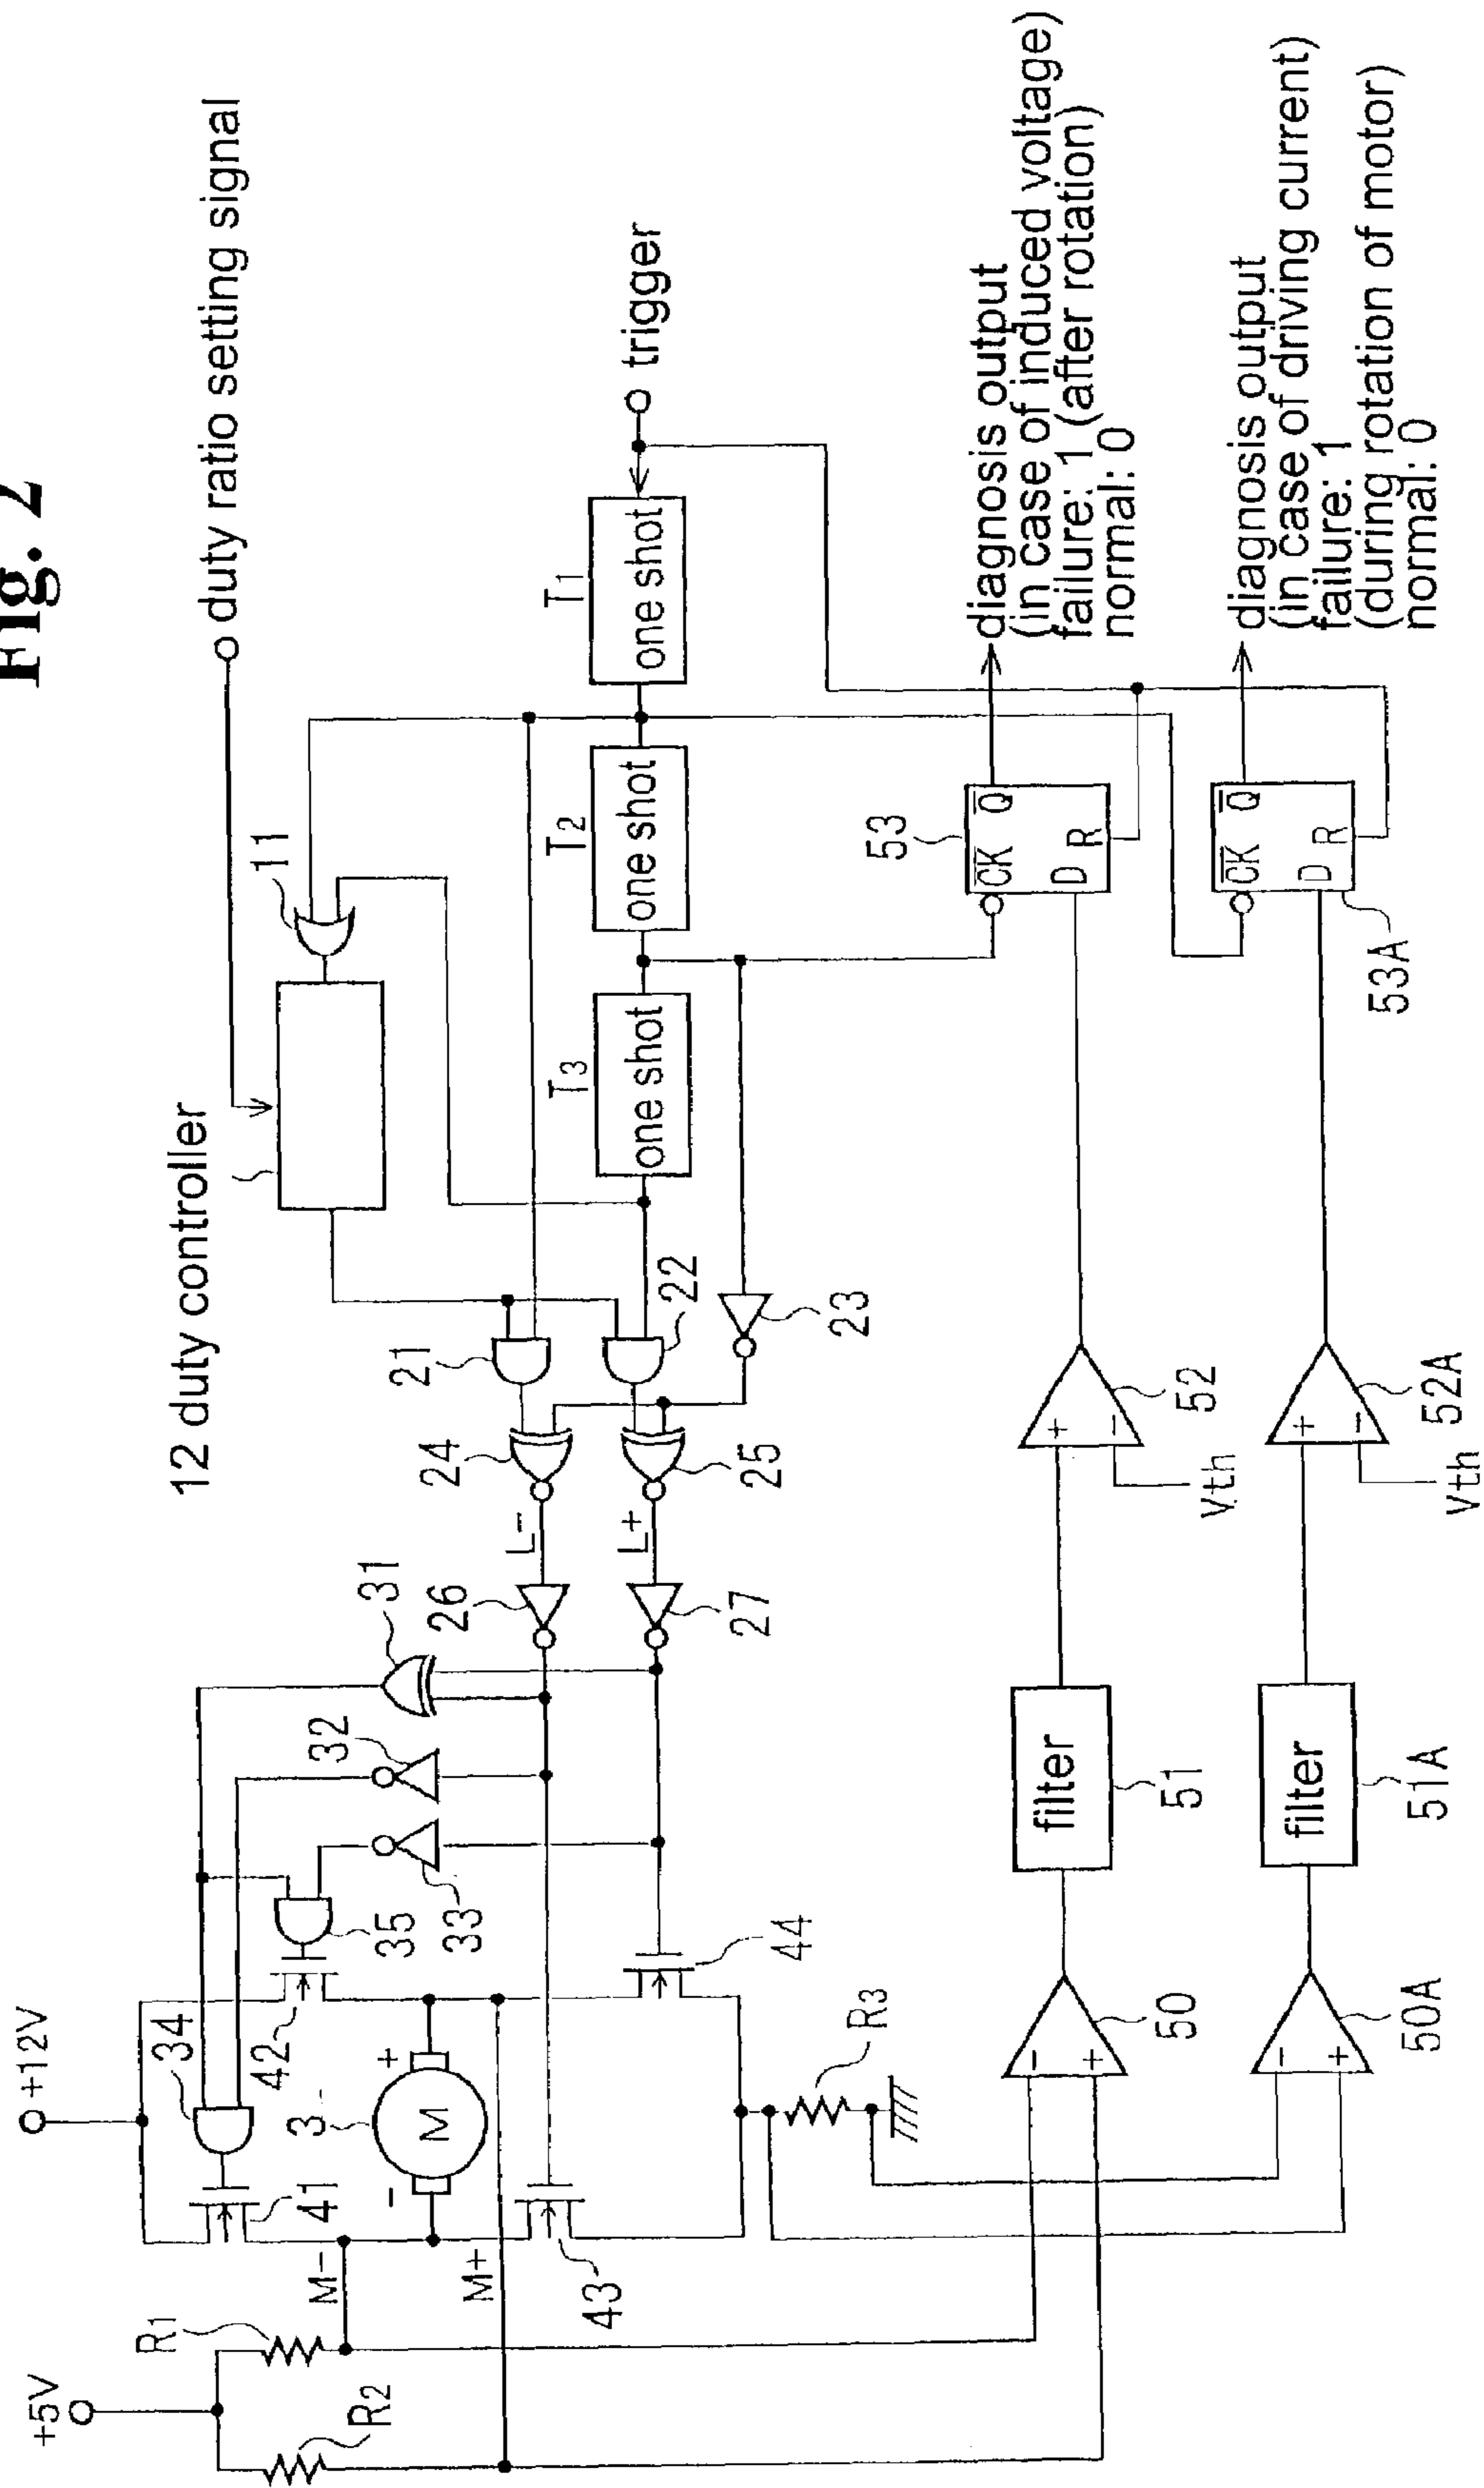 Fig. 2
duty ratio setting signal
12 duty controller
11
trigger
T1
one shot
T2
one shot
T3
one shot
21
22
23
24
25
L-
L+
26
27
31
32
33
34
35
+12V
41
42
43
44
3
M
+
-
M-
M+
+5V
R1
R2
R3
50
-
+
50A
-
+
filter
51
filter
51A
52
+
-
Vth
52A
+
-
Vth
53
CK
Q
D
R
53A
CK
Q
D
R
diagnosis output
(in case of induced voltage)
failure: 1 (after rotation)
normal: 0
diagnosis output
(in case of driving current)
failure: 1
(during rotation of motor)
normal: 0